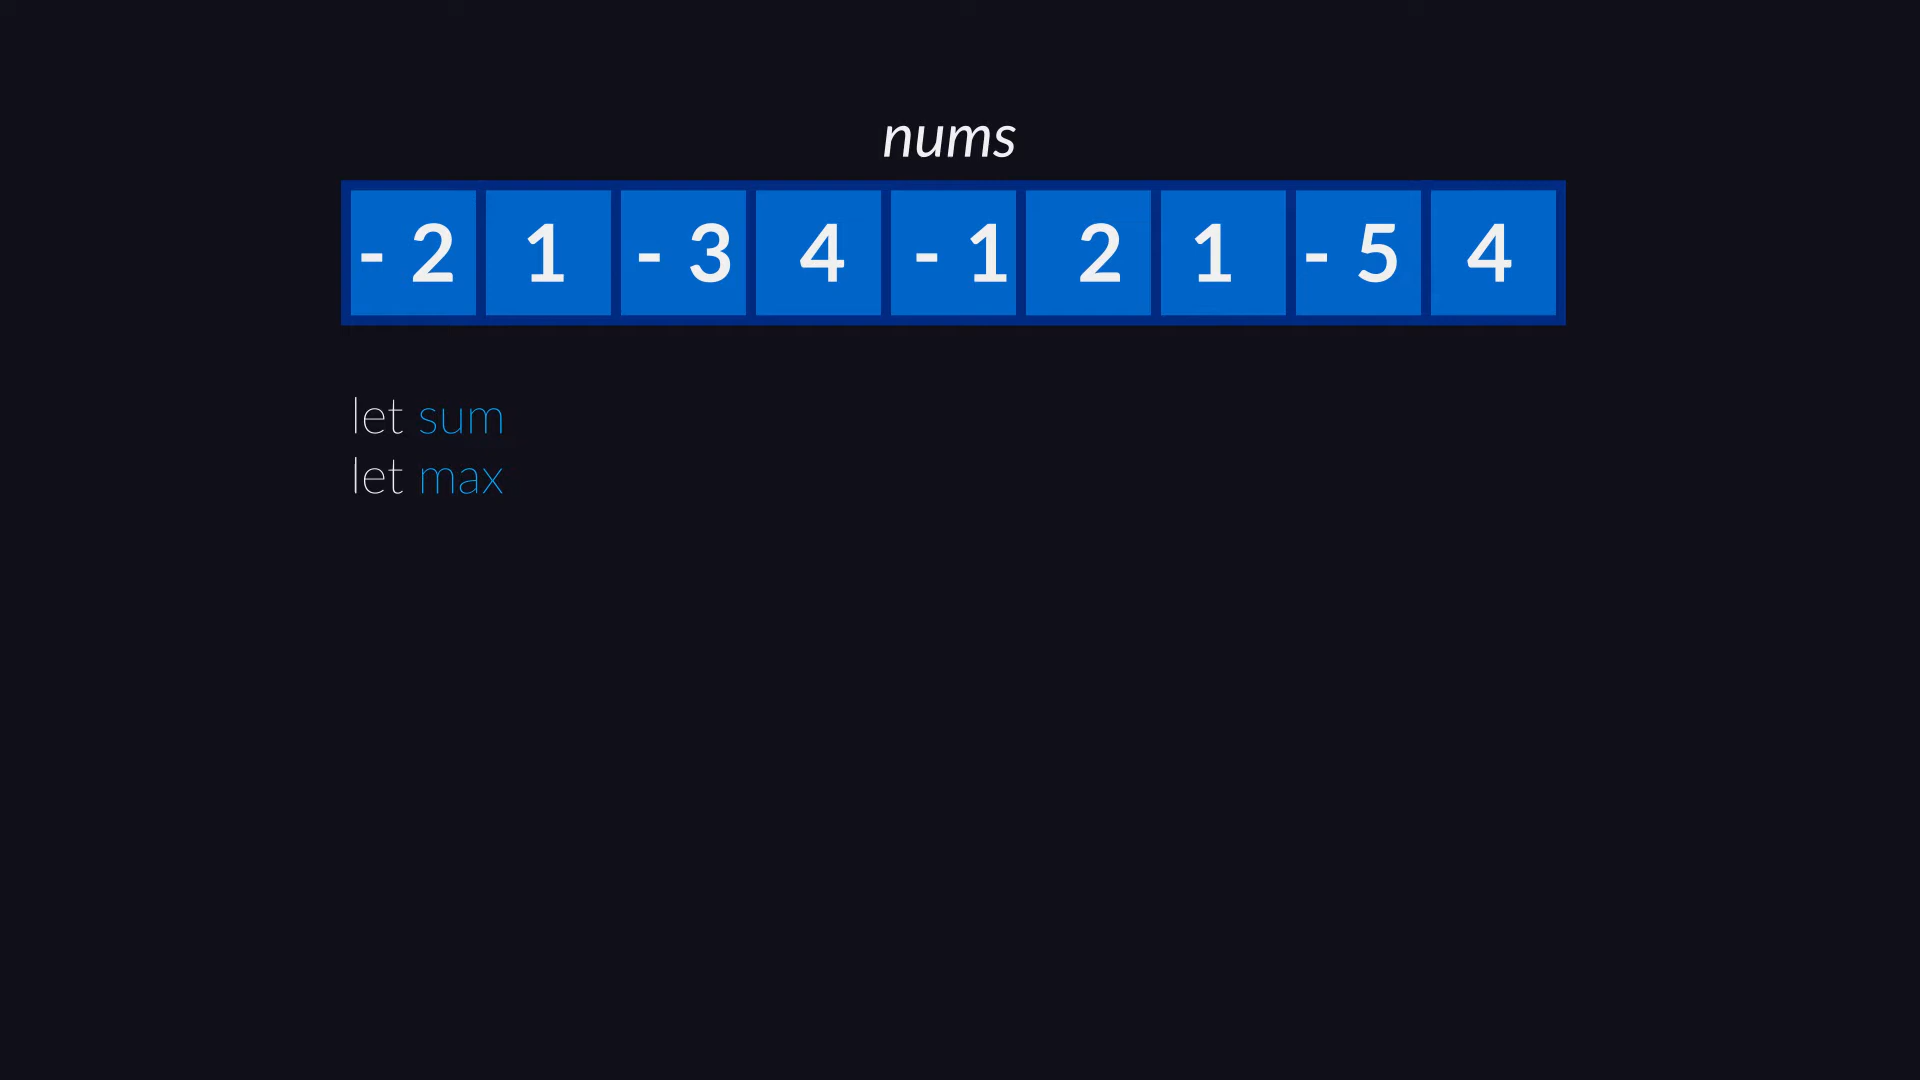 nums
- 2 1 - 3 4 - 1 2 1 - 5 4
let sum
let max